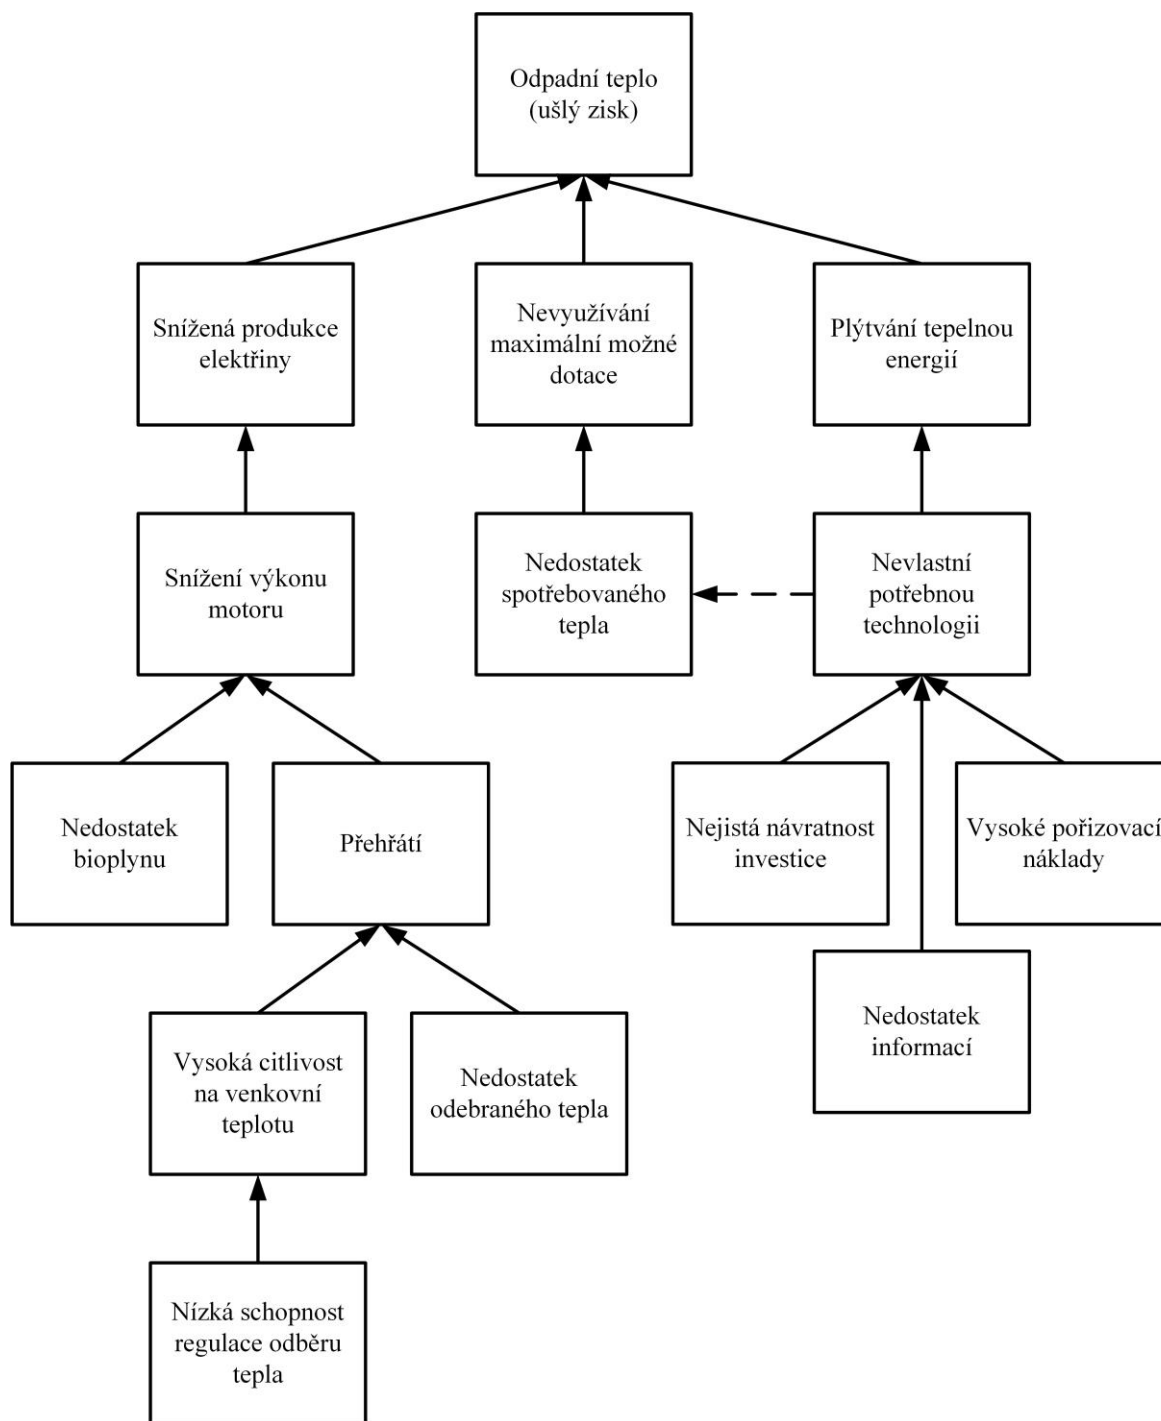 Odpadní teplo
(ušlý zisk)
Snížená produkce
elektřiny
Nevyužívání
maximální možné
dotace
Plýtvání tepelnou
energií
Snížení výkonu
motoru
Nedostatek
spotřebovaného
tepla
Nevlastní
potřebnou
technologii
Nedostatek
bioplynu
Přehřátí
Nejistá návratnost
investice
Vysoké pořizovací
náklady
Nedostatek
informací
Vysoká citlivost
na venkovní
teplotu
Nedostatek
odebraného tepla
Nízká schopnost
regulace odběru
tepla